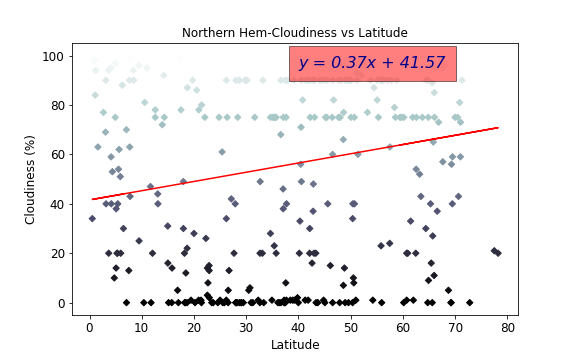 Northern Hem-Cloudiness vs Latitude
y = 0.37x + 41.57
Cloudiness (%)
100
80
60
40
20
0
0 10 20 30 40 50 60 70 80
Latitude